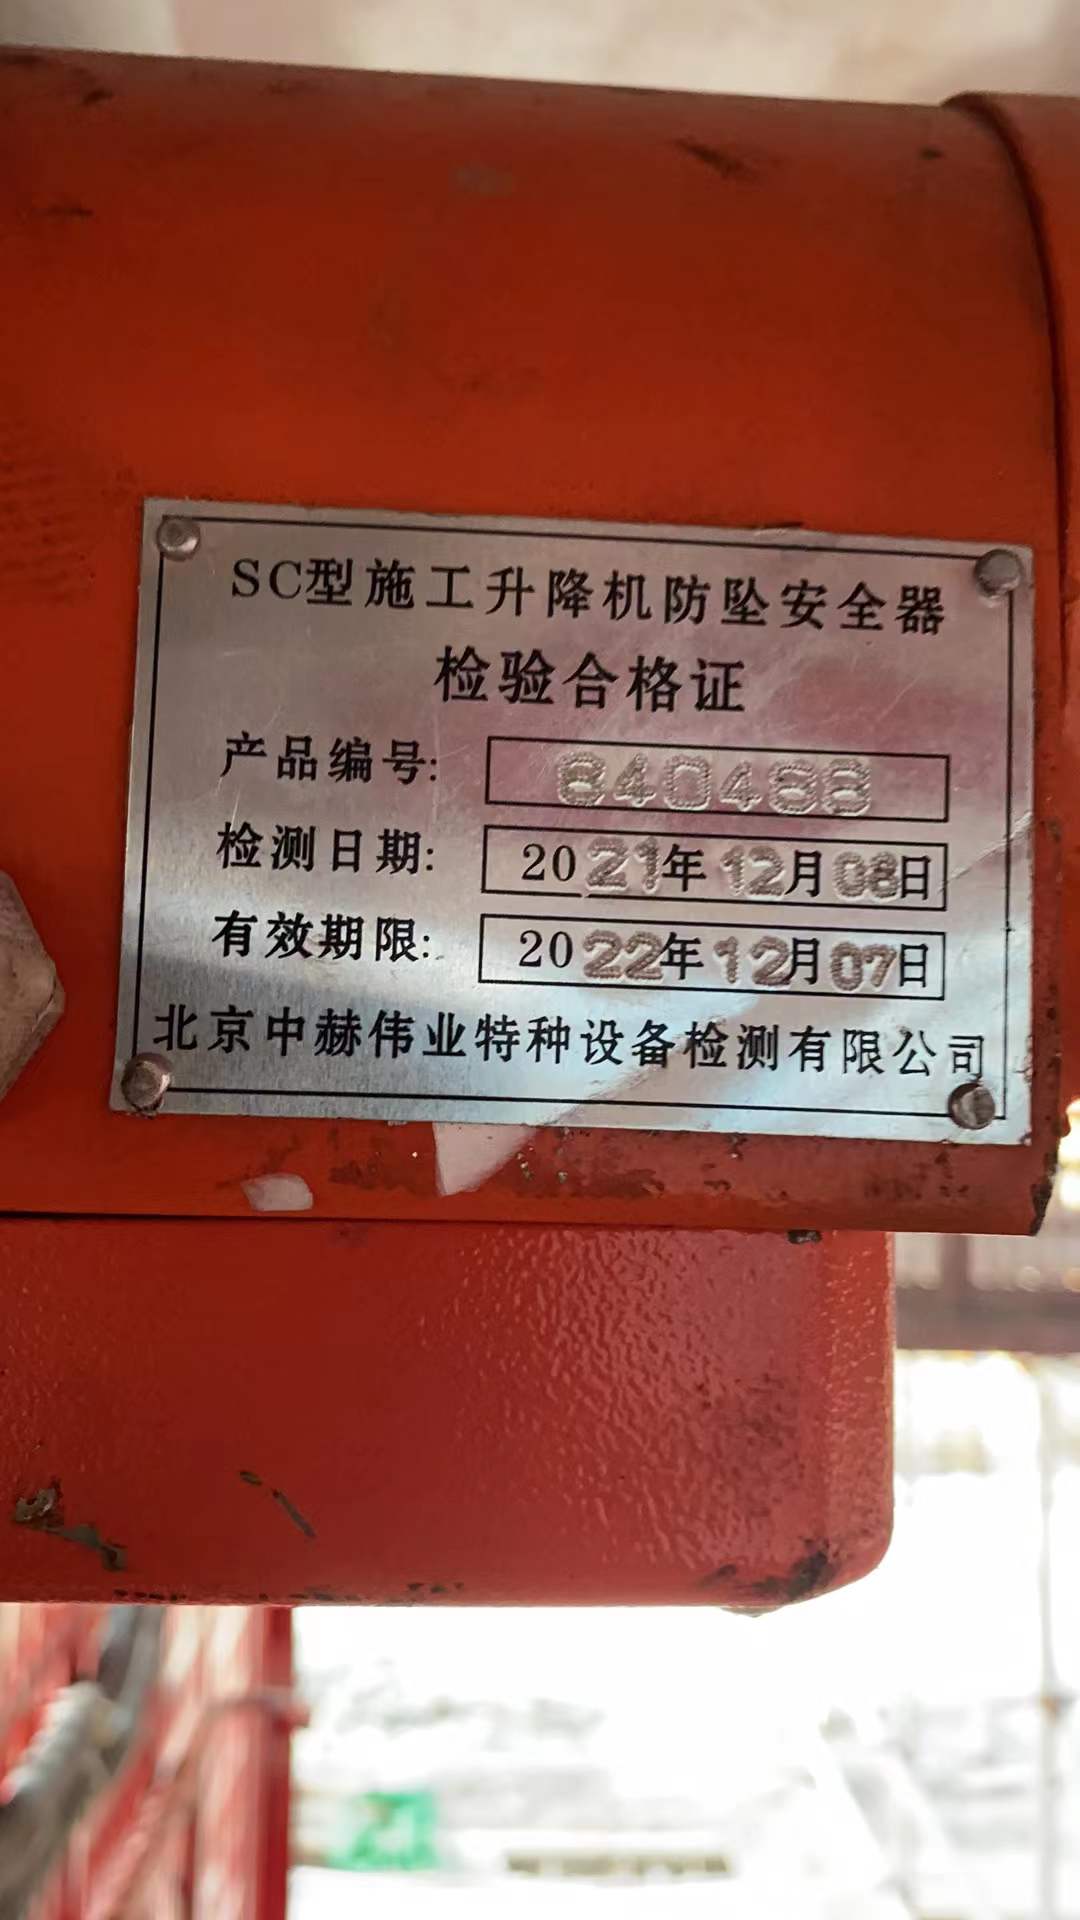 SC型施工升降机防坠安全器
检验合格证
产品编号: 840488
检测日期: 2021年12月08日
有效期限: 2022年12月07日
北京中赫伟业特种设备检测有限公司